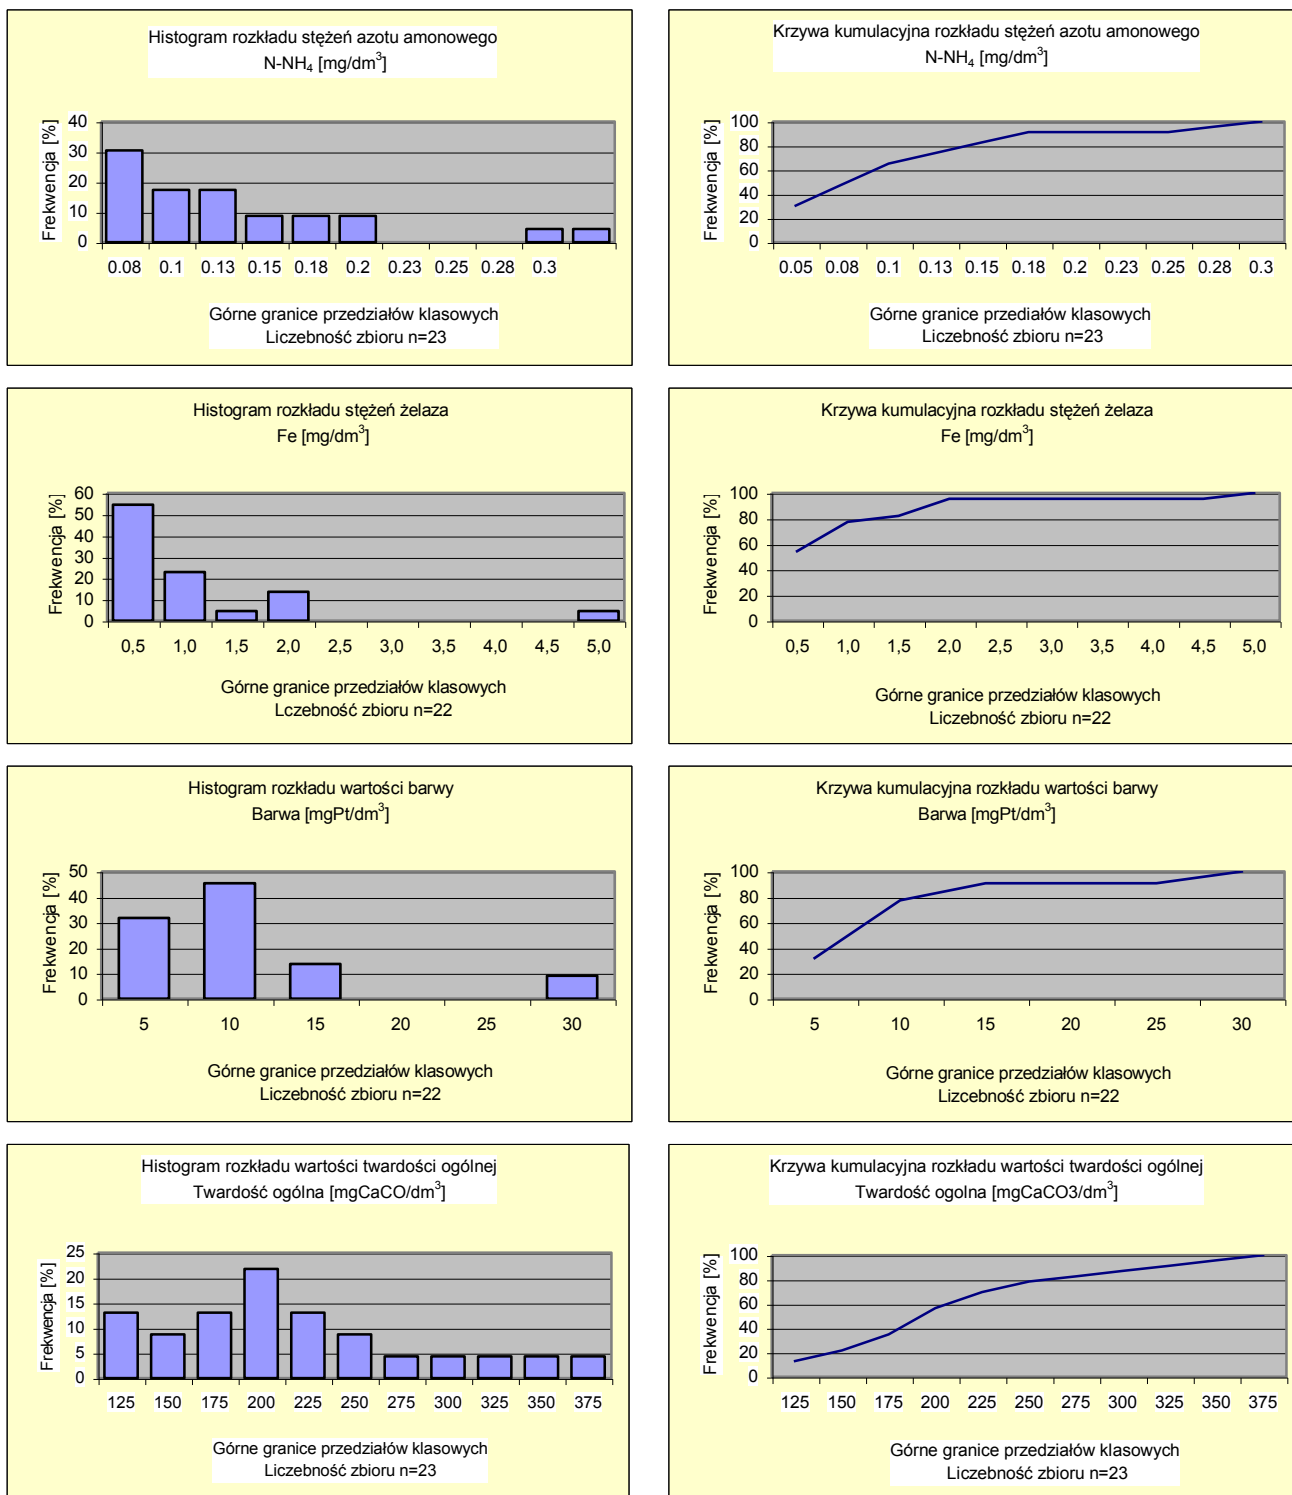 Histogram rozkładu stężeń azotu amonowego
N-NH₄ [mg/dm³]
Frekwencja [%]
40
30
20
10
0
0.08 0.1 0.13 0.15 0.18 0.2 0.23 0.25 0.28 0.3
Górne granice przedziałów klasowych
Liczebność zbioru n=23
Krzywa kumulacyjna rozkładu stężeń azotu amonowego
N-NH₄ [mg/dm³]
Frekwencja [%]
100
80
60
40
20
0
0.05 0.08 0.1 0.13 0.15 0.18 0.2 0.23 0.25 0.28 0.3
Górne granice przediałów klasowych
Liczebność zbioru n=23
Histogram rozkładu stężeń żelaza
Fe [mg/dm³]
Frekwencja [%]
60
50
40
30
20
10
0
0,5 1,0 1,5 2,0 2,5 3,0 3,5 4,0 4,5 5,0
Górne granice przedziałów klasowych
Lczebność zbioru n=22
Krzywa kumulacyjna rozkładu stężeń żelaza
Fe [mg/dm³]
Frekwencja [%]
100
80
60
40
20
0
0,5 1,0 1,5 2,0 2,5 3,0 3,5 4,0 4,5 5,0
Górne granice przedziałów klasowych
Liczebność zbioru n=22
Histogram rozkładu wartości barwy
Barwa [mgPt/dm³]
Frekwencja [%]
50
40
30
20
10
0
5 10 15 20 25 30
Górne granice przedziałów klasowych
Liczebność zbioru n=22
Krzywa kumulacyjna rozkładu wartości barwy
Barwa [mgPt/dm³]
Frekwencja [%]
100
80
60
40
20
0
5 10 15 20 25 30
Górne granice przedziałów klasowych
Lizcebność zbioru n=22
Histogram rozkładu wartości twardości ogólnej
Twardość ogólna [mgCaCO/dm³]
Frekwencja [%]
25
20
15
10
5
0
125 150 175 200 225 250 275 300 325 350 375
Górne granice przedziałów klasowych
Liczebność zbioru n=23
Krzywa kumulacyjna rozkładu wartości twardości ogólnej
Twardość ogolna [mgCaCO3/dm³]
Frekwencja [%]
100
80
60
40
20
0
125 150 175 200 225 250 275 300 325 350 375
Górne granice przedziałów klasowych
Liczebność zbioru n=23